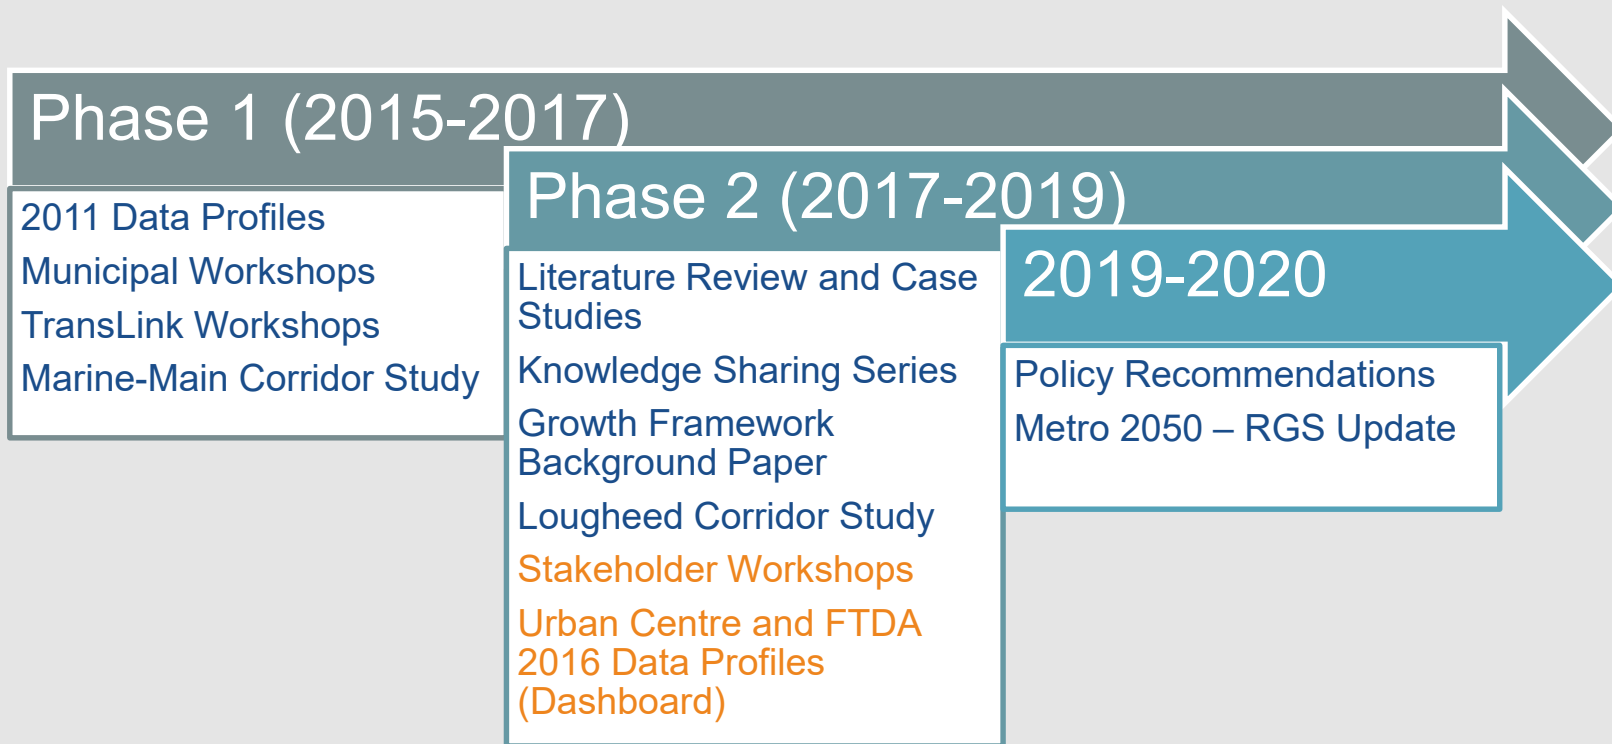 Phase 1 (2015-2017)
2011 Data Profiles
Municipal Workshops
TransLink Workshops
Marine-Main Corridor Study
Phase 2 (2017-2019)
Literature Review and Case
Studies
Knowledge Sharing Series
Growth Framework
Background Paper
Lougheed Corridor Study
Stakeholder Workshops
Urban Centre and FTDA
2016 Data Profiles
(Dashboard)
2019-2020
Policy Recommendations
Metro 2050 – RGS Update